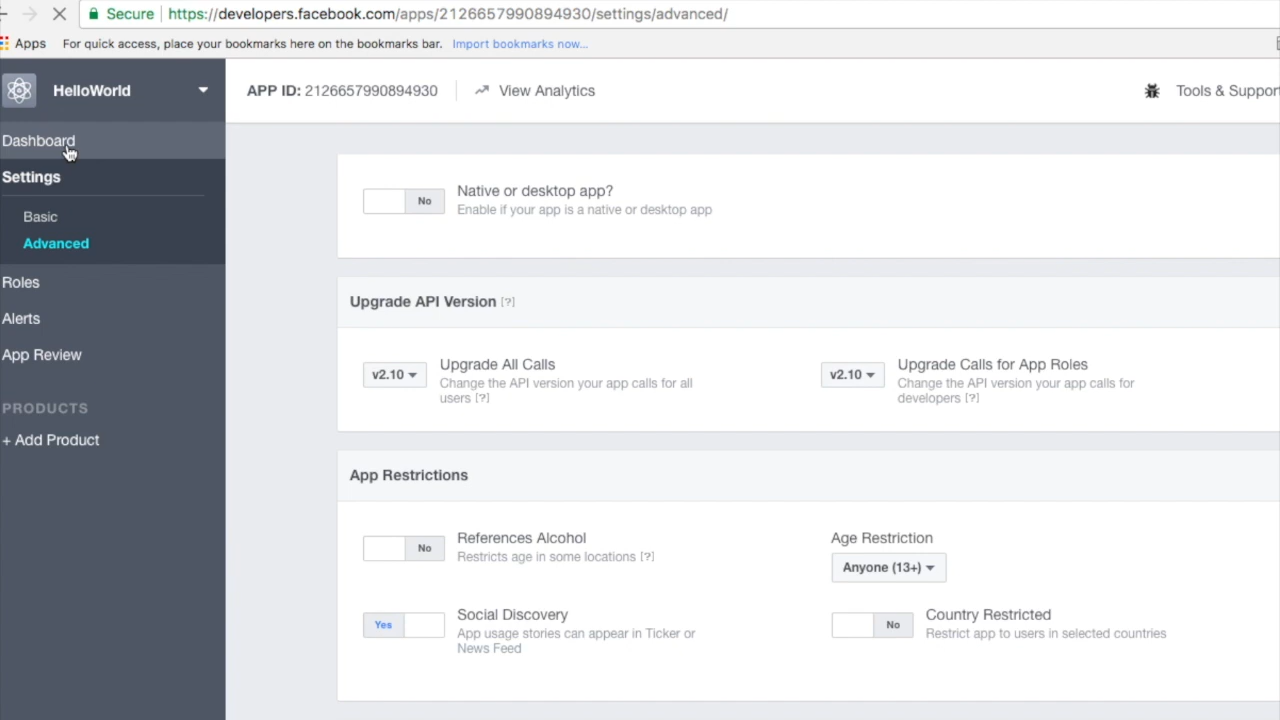 Secure https://developers.facebook.com/apps/2126657990894930/settings/advanced/
Apps For quick access, place your bookmarks here on the bookmarks bar. Import bookmarks now...
HelloWorld
APP ID: 2126657990894930
View Analytics
Tools & Support
Dashboard
Settings
Basic
Advanced
Roles
Alerts
App Review
PRODUCTS
+ Add Product
No
Native or desktop app?
Enable if your app is a native or desktop app
Upgrade API Version [?]
v2.10
Upgrade All Calls
Change the API version your app calls for all
users [?]
v2.10
Upgrade Calls for App Roles
Change the API version your app calls for
developers [?]
App Restrictions
No
References Alcohol
Restricts age in some locations [?]
Age Restriction
Anyone (13+)
Yes
Social Discovery
App usage stories can appear in Ticker or
News Feed
No
Country Restricted
Restrict app to users in selected countries